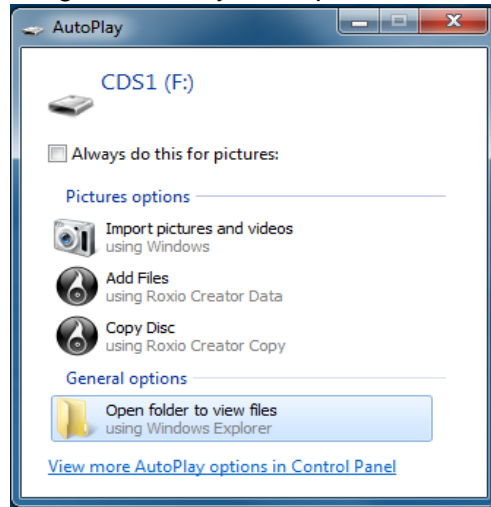 AutoPlay
CDS1 (F:)
Always do this for pictures:
Pictures options
Import pictures and videos
using Windows
Add Files
using Roxio Creator Data
Copy Disc
using Roxio Creator Copy
General options
Open folder to view files
using Windows Explorer
View more AutoPlay options in Control Panel